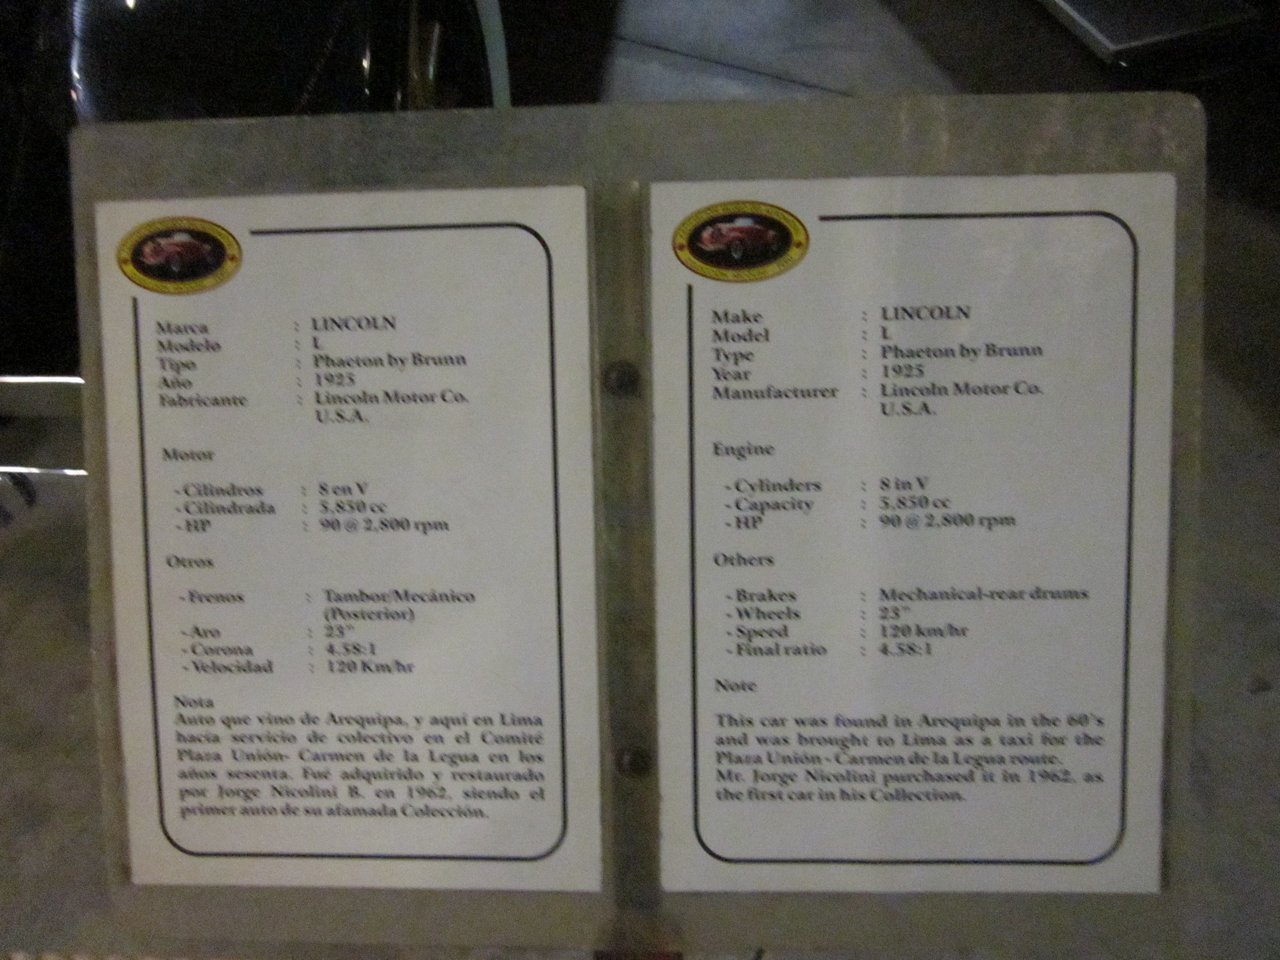 Marca : LINCOLN
Modelo : L
Tipo : Phaeton by Brunn
Año : 1925
Fabricante : Lincoln Motor Co.
U.S.A.
Motor
- Cilindros : 8 en V
- Cilindrada : 5,850 cc
- HP : 90 @ 2,800 rpm
Otros
- Frenos : Tambor/Mecánico
(Posterior)
- Aro : 23"
- Corona : 4.58:1
- Velocidad : 120 Km/hr
Nota
Auto que vino de Arequipa, y aquí en Lima
hacía servicio de colectivo en el Comité
Plaza Unión- Carmen de la Legua en los
años sesenta. Fué adquirido y restaurado
por Jorge Nicolini B. en 1962, siendo el
primer auto de su afamada Colección.
Make : LINCOLN
Model : L
Type : Phaeton by Brunn
Year : 1925
Manufacturer : Lincoln Motor Co.
U.S.A.
Engine
- Cylinders : 8 in V
- Capacity : 5,850 cc
- HP : 90 @ 2,800 rpm
Others
- Brakes : Mechanical-rear drums
- Wheels : 23"
- Speed : 120 km/hr
- Final ratio : 4.58:1
Note
This car was found in Arequipa in the 60's
and was brought to Lima as a taxi for the
Plaza Unión - Carmen de la Legua route.
Mr. Jorge Nicolini purchased it in 1962, as
the first car in his Collection.